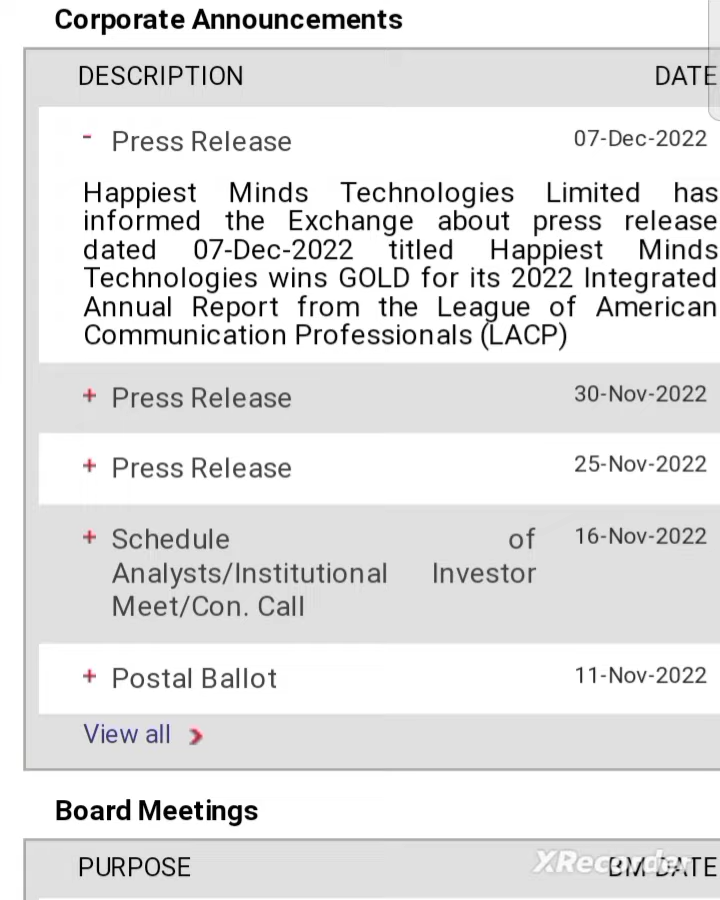 Corporate Announcements
DESCRIPTION DATE
- Press Release 07-Dec-2022
Happiest Minds Technologies Limited has
informed the Exchange about press release
dated 07-Dec-2022 titled Happiest Minds
Technologies wins GOLD for its 2022 Integrated
Annual Report from the League of American
Communication Professionals (LACP)
+ Press Release 30-Nov-2022
+ Press Release 25-Nov-2022
+ Schedule of 16-Nov-2022
Analysts/Institutional Investor
Meet/Con. Call
+ Postal Ballot 11-Nov-2022
View all
Board Meetings
PURPOSE BM DATE
XRecorder